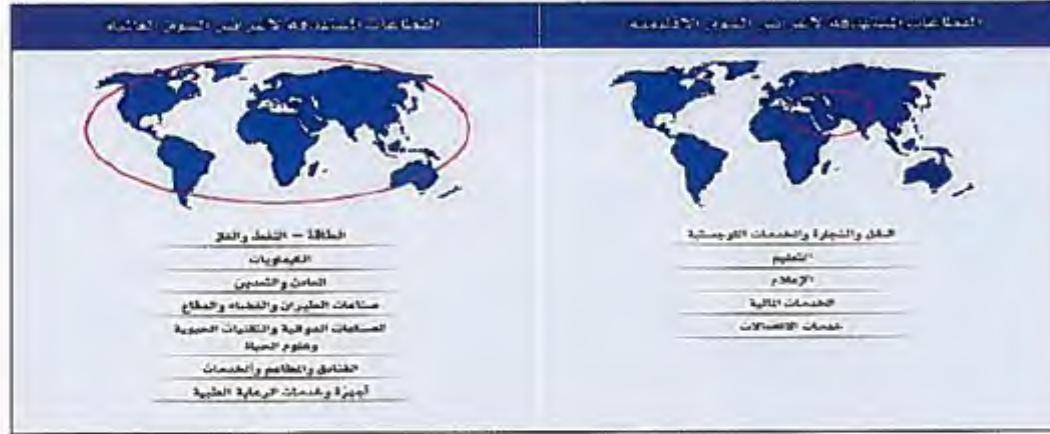 القطاعات المستهدفة لأغراض السوق الإقليمية
النقل والتجارة والخدمات اللوجستية
التعليم
الإعلام
الخدمات المالية
خدمات الاتصالات
القطاعات المستهدفة لأغراض السوق العالمية
الطاقة – النفط والغاز
الكيماويات
المعادن والتعدين
صناعات الطيران والفضاء والدفاع
الصناعات الدوائية والتقنيات الحيوية
وعلوم الحياة
الفنادق والمطاعم والخدمات
أجهزة وخدمات الرعاية الطبية